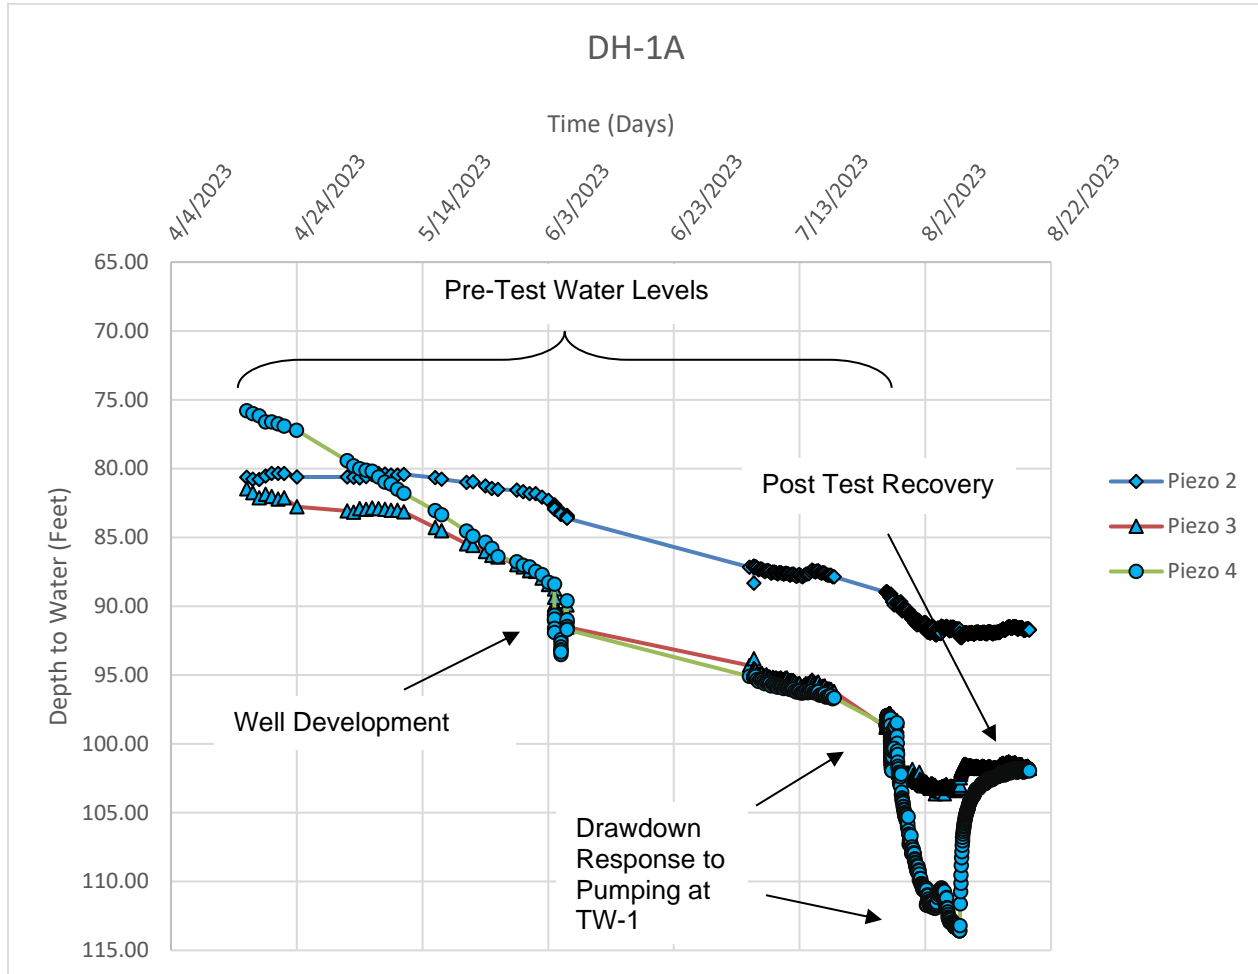 DH-1A
Time (Days)
4/4/2023
4/24/2023
5/14/2023
6/3/2023
6/23/2023
7/13/2023
8/2/2023
8/22/2023
Depth to Water (Feet)
65.00
70.00
75.00
80.00
85.00
90.00
95.00
100.00
105.00
110.00
115.00
Pre-Test Water Levels
Post Test Recovery
Well Development
Drawdown
Response to
Pumping at
TW-1
Piezo 2
Piezo 3
Piezo 4